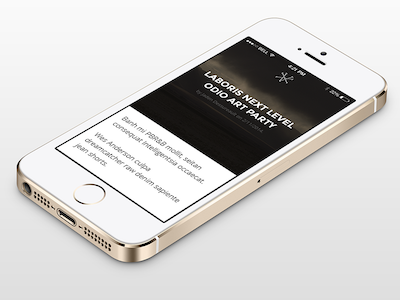 BELL
4:21 PM
20%
LABORIS NEXT LEVEL
ODIO ART PARTY
Banh mi PBR&B mollit, seitan
consequat intelligentsia occaecat.
Wes Anderson culpa
dreamcatcher raw denim sapiente
jean shorts.